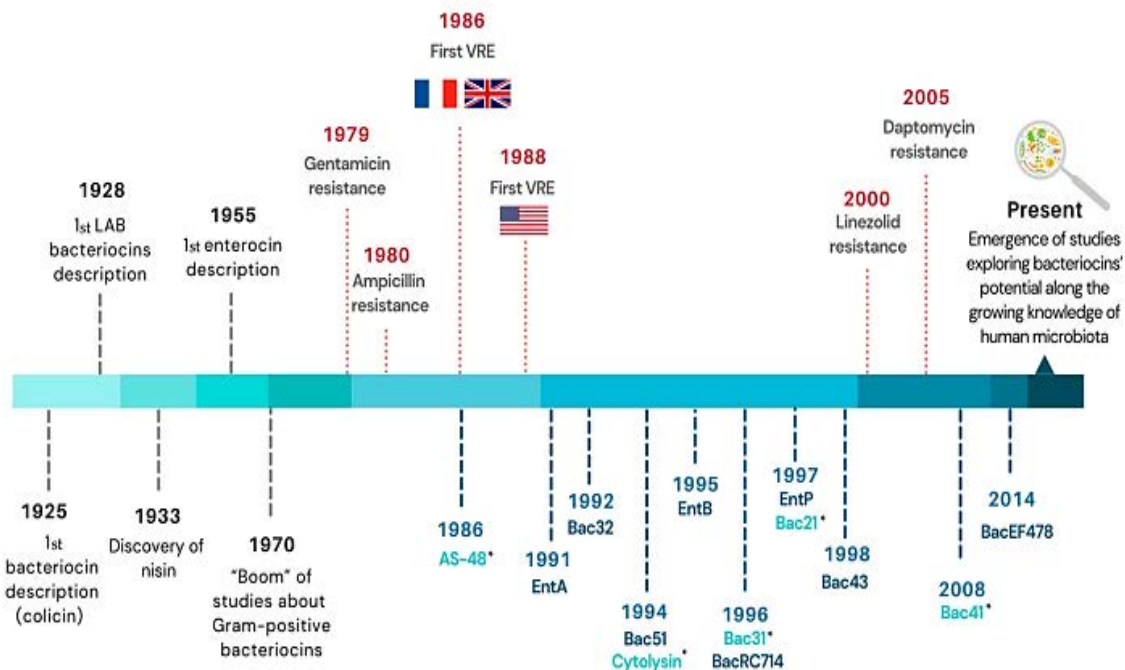 1986
First VRE
1979
Gentamicin
resistance
1988
First VRE
2005
Daptomycin
resistance
1928
1st LAB
bacteriocins
description
1955
1st enterocin
description
1980
Ampicillin
resistance
2000
Linezolid
resistance
Present
Emergence of studies
exploring bacteriocins'
potential along the
growing knowledge of
human microbiota
1925
1st
bacteriocin
description
(colicin)
1933
Discovery of
nisin
1970
"Boom" of
studies about
Gram-positive
bacteriocins
1986
AS-48*
1991
EntA
1992
Bac32
1994
Bac51
Cytolysin*
1995
EntB
1996
Bac31*
BacRC714
1997
EntP
Bac21*
1998
Bac43
2008
Bac41*
2014
BacEF478